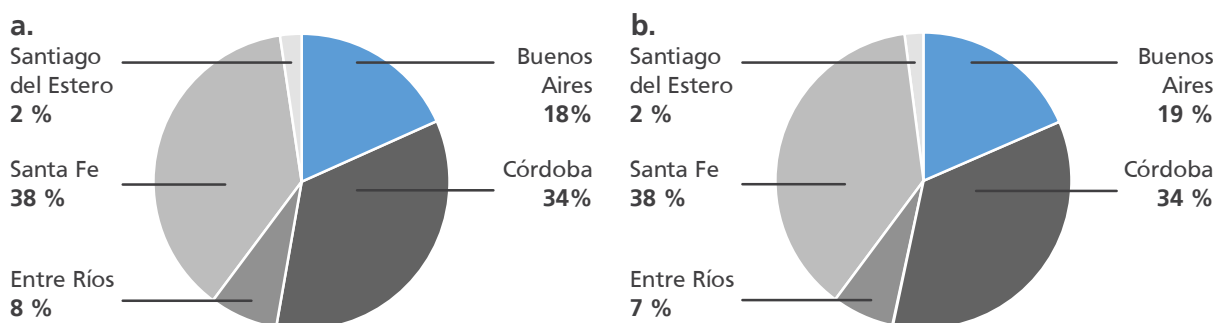 a.
Santiago
del Estero
2 %
Santa Fe
38 %
Entre Ríos
8 %
Buenos
Aires
18%
Córdoba
34%
b.
Santiago
del Estero
2 %
Santa Fe
38 %
Entre Ríos
7 %
Buenos
Aires
19 %
Córdoba
34 %